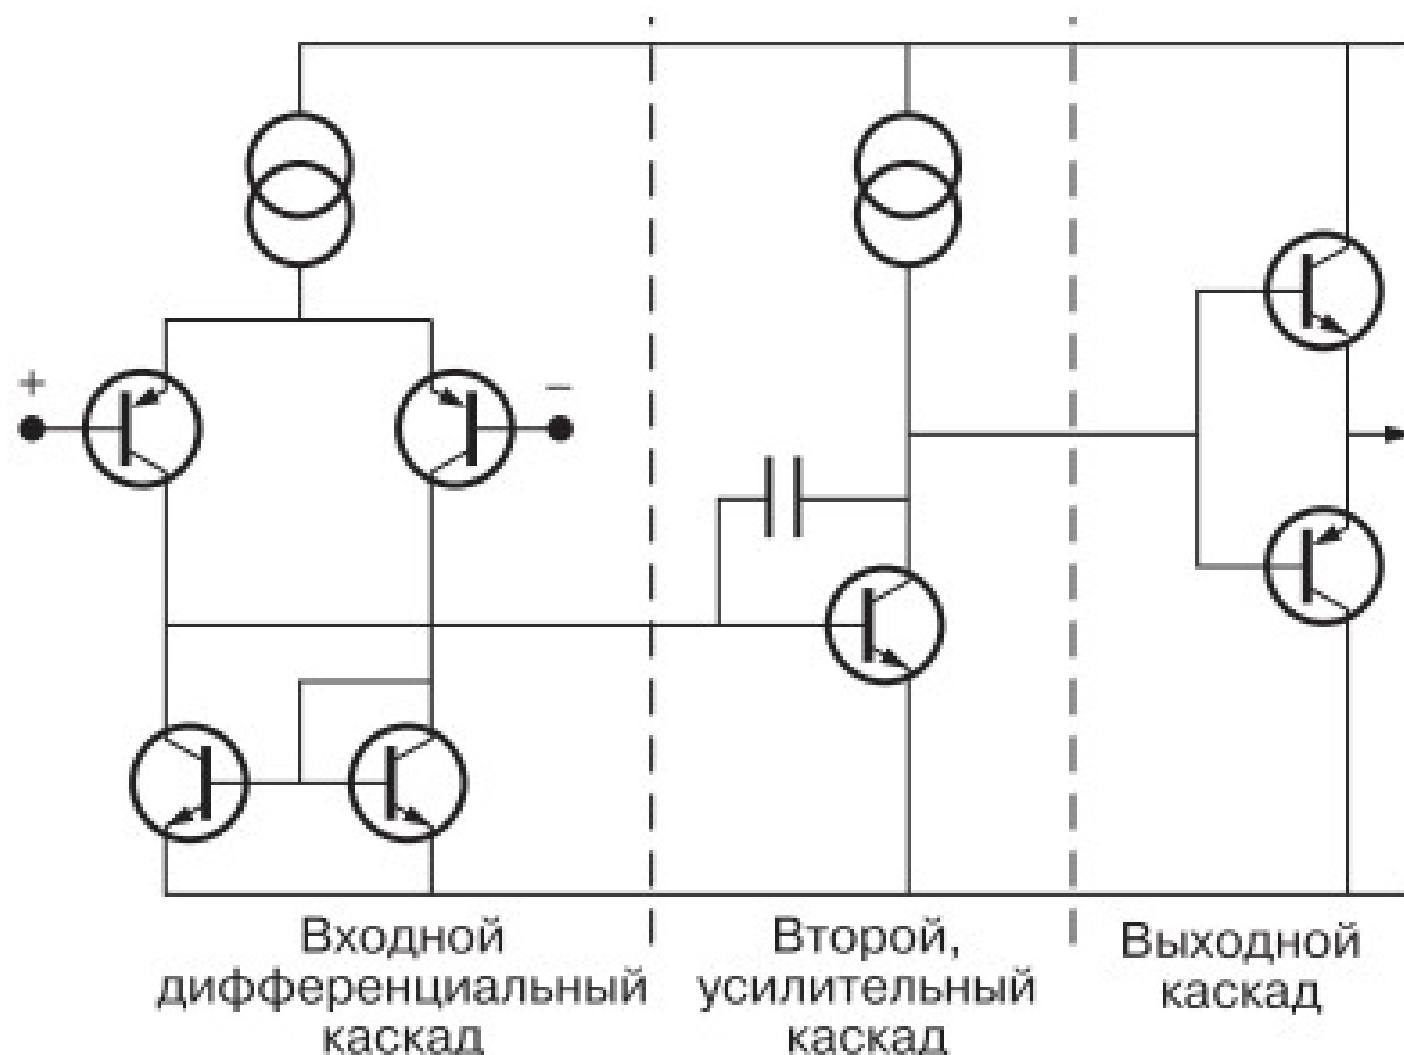 +
−
Входной
дифференциальный
каскад
Второй,
усилительный
каскад
Выходной
каскад